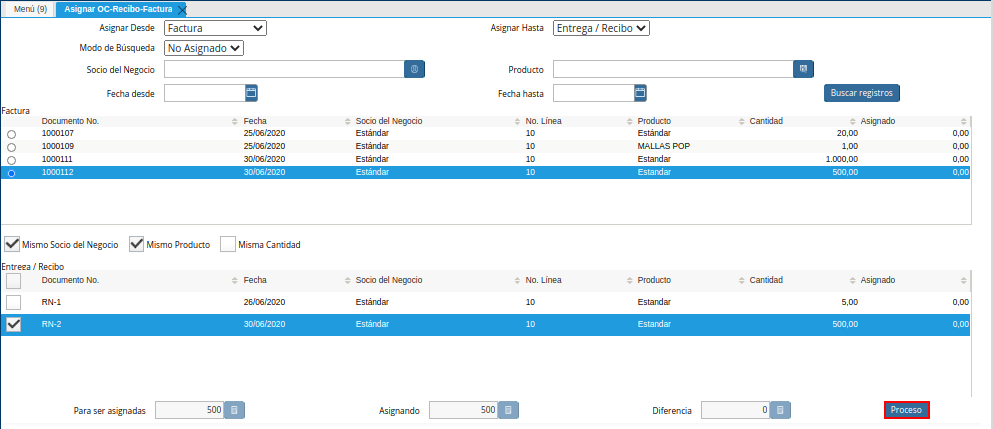 Menú (9) Asignar OC-Recibo-Factura
Asignar Desde Factura Asignar Hasta Entrega / Recibo
Modo de Búsqueda No Asignado
Socio del Negocio Producto
Fecha desde Fecha hasta Buscar registros
Factura
Documento No. Fecha Socio del Negocio No. Línea Producto Cantidad Asignado
1000107 25/06/2020 Estándar 10 Estándar 20,00 0,00
1000109 25/06/2020 Estándar 10 MALLAS POP 1,00 0,00
1000111 30/06/2020 Estándar 10 Estandar 1.000,00 0,00
1000112 30/06/2020 Estándar 10 Estandar 500,00 0,00
Mismo Socio del Negocio Mismo Producto Misma Cantidad
Entrega / Recibo
Documento No. Fecha Socio del Negocio No. Línea Producto Cantidad Asignado
RN-1 26/06/2020 Estándar 10 Estandar 5,00 0,00
RN-2 30/06/2020 Estándar 10 Estandar 500,00 0,00
Para ser asignadas 500 Asignando 500 Diferencia 0 Proceso